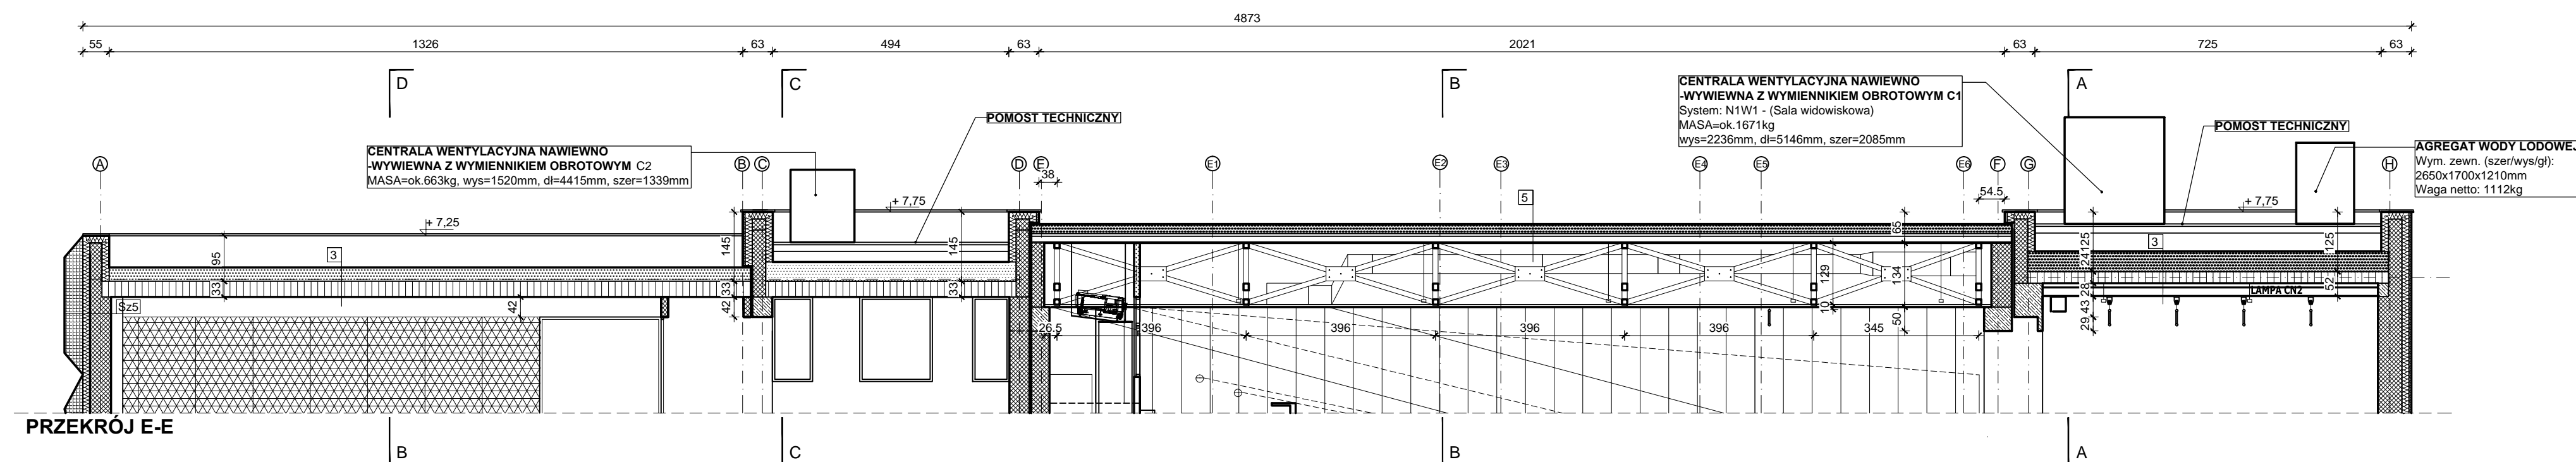 4873
55 1326 63 494 63 2021 63 725 63
D C B A
CENTRALA WENTYLACYJNA NAWIEWNO
-WYWIEWNA Z WYMIENNIKIEM OBROTOWYM C1
System: N1W1 - (Sala widowiskowa)
MASA=ok.1671kg
wys=2236mm, dł=5146mm, szer=2085mm
POMOST TECHNICZNY
POMOST TECHNICZNY
CENTRALA WENTYLACYJNA NAWIEWNO
-WYWIEWNA Z WYMIENNIKIEM OBROTOWYM C2
MASA=ok.663kg, wys=1520mm, dł=4415mm, szer=1339mm
AGREGAT WODY LODOWEJ
Wym. zewn. (szer/wys/gł):
2650x1700x1210mm
Waga netto: 1112kg
A B C D E E1 E2 E3 E4 E5 E6 F G H
38 54.5
5
+ 7,25 + 7,75 + 7,75
3 3
95 33 145 33 42 145 33 65 125 24 125
42 129 134 10 50 28 43 29 52
Sz5
LAMPA CN2
26.5 396 396 396 396 345
PRZEKRÓJ E-E
B C B A